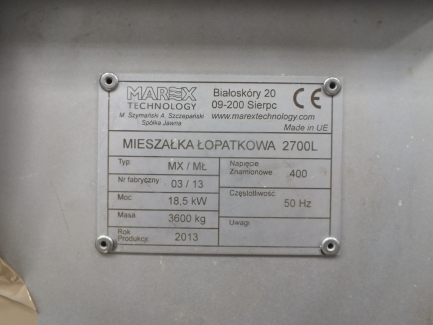 MAREX
TECHNOLOGY
M. Szymański A. Szczepański
Spółka Jawna
Białoskóry 20
09-200 Sierpc
www.marextechnology.com
CE
Made in UE
MIESZAŁKA ŁOPATKOWA 2700L
Typ MX / MŁ
Nr fabryczny 03 / 13
Moc 18,5 kW
Masa 3600 kg
Rok
Produkcji 2013
Napięcie
Znamionowe 400
Częstotliwość
50 Hz
Uwagi